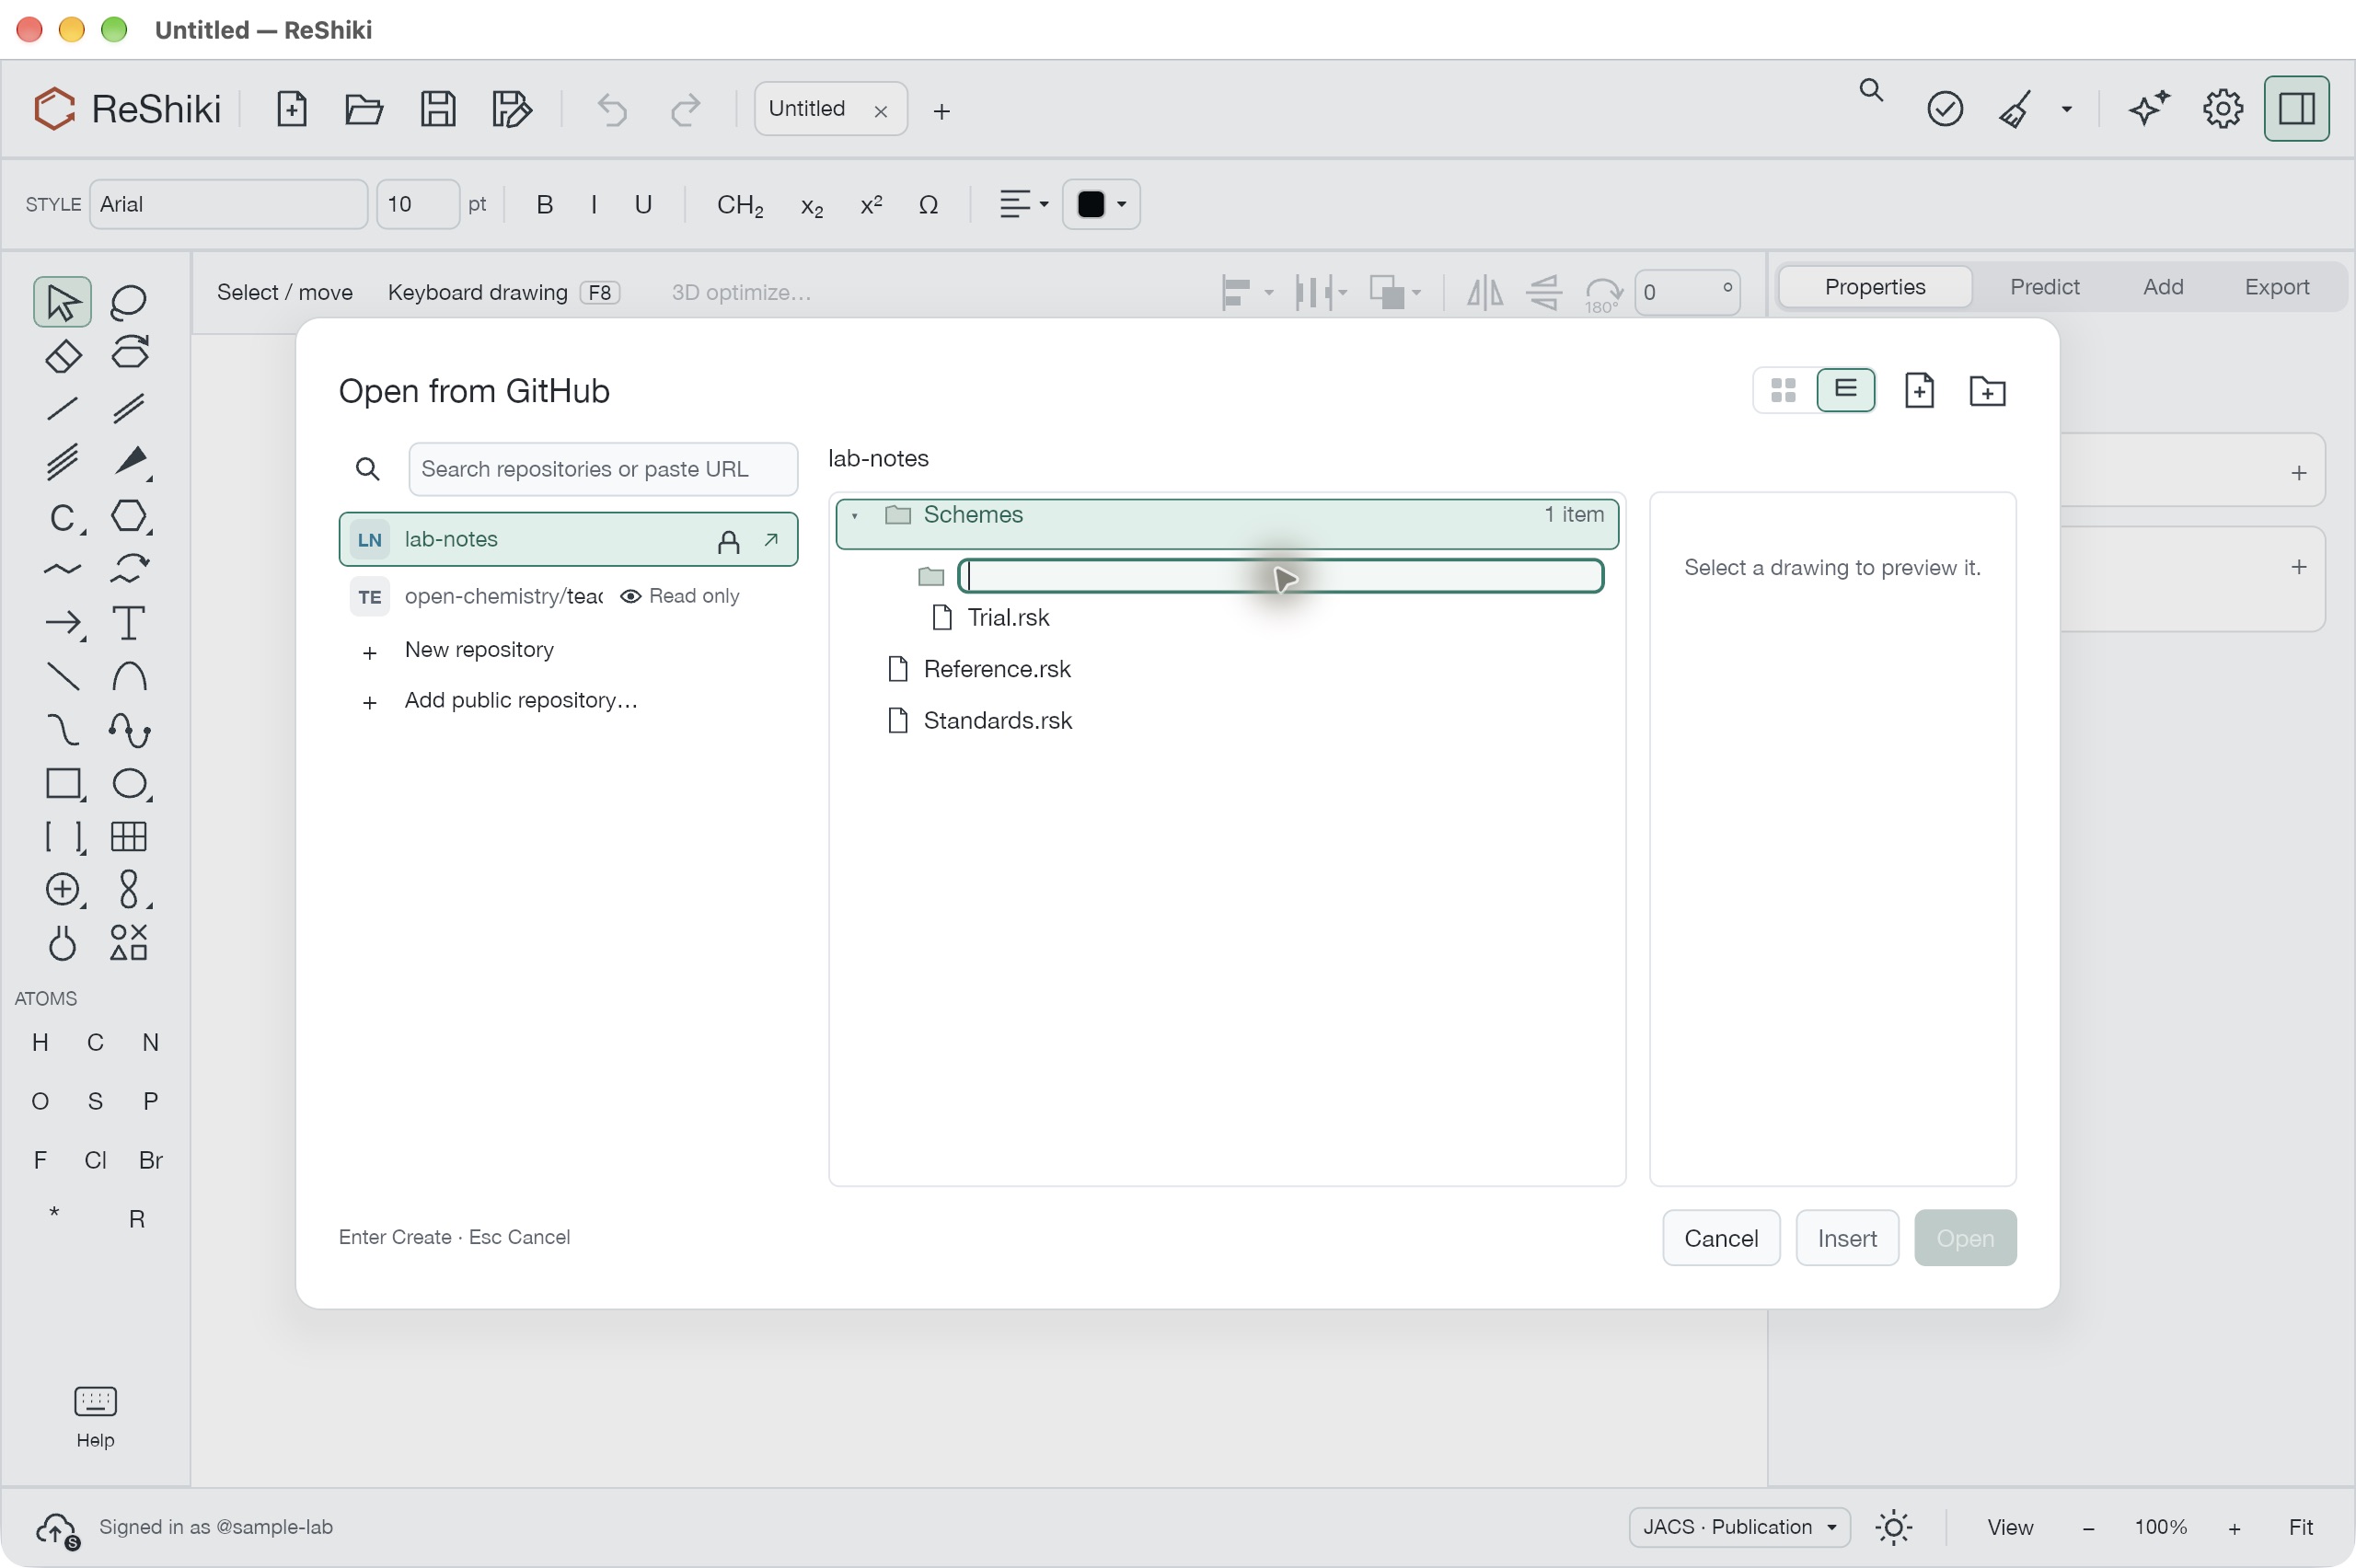 Untitled — ReShiki
ReShiki
Untitled × +
STYLE Arial 10 pt B I U CH₂ x₂ x² Ω
Select / move Keyboard drawing F8 3D optimize… 180° 0 °
Properties Predict Add Export
Open from GitHub
Search repositories or paste URL
LN lab-notes
TE open-chemistry/teac Read only
+ New repository
+ Add public repository…
lab-notes
Schemes 1 item
Trial.rsk
Reference.rsk
Standards.rsk
Select a drawing to preview it.
Enter Create · Esc Cancel
Cancel Insert Open
C
T
ATOMS
H C N
O S P
F Cl Br
* R
Help
S Signed in as @sample-lab
JACS · Publication View − 100% + Fit